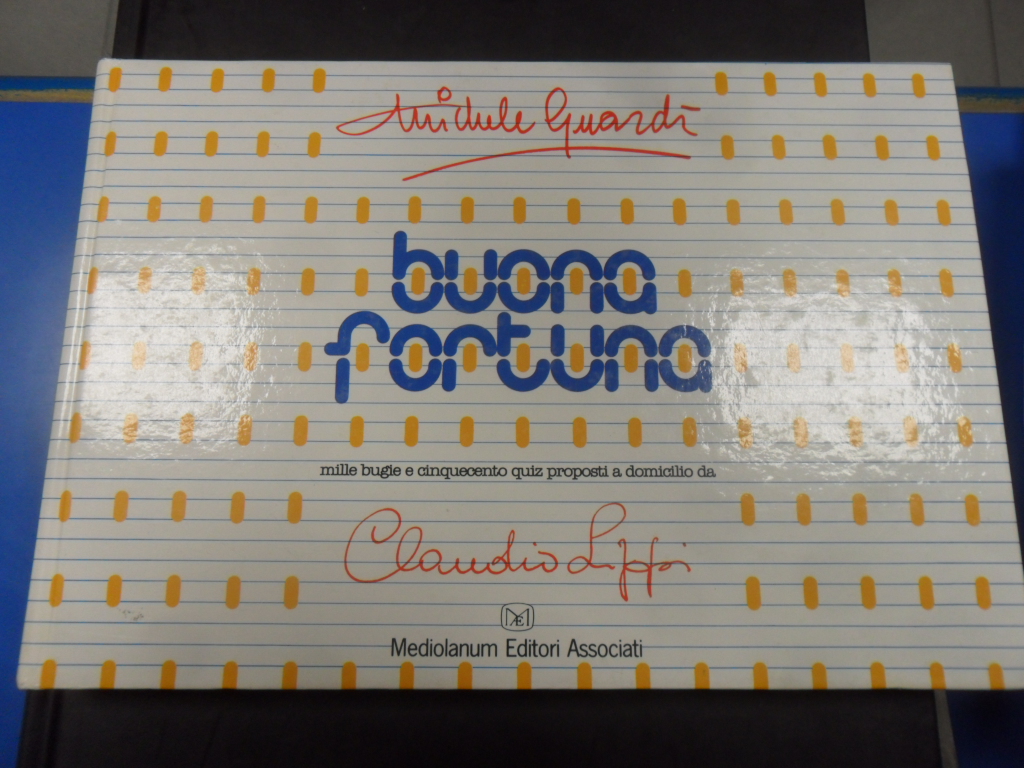 Michele Guardì
buona
fortuna
mille bugie e cinquecento quiz proposti a domicilio da
Claudio Lippi
ME
Mediolanum Editori Associati